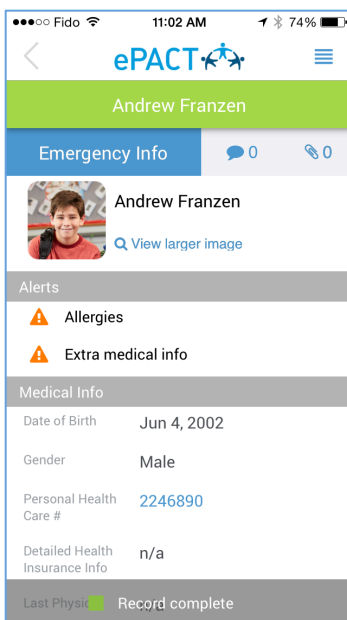 Fido 11:02 AM 74%
ePACT
Andrew Franzen
Emergency Info 0 0
Andrew Franzen
View larger image
Alerts
Allergies
Extra medical info
Medical Info
Date of Birth Jun 4, 2002
Gender Male
Personal Health Care # 2246890
Detailed Health Insurance Info n/a
Last Physic Record complete